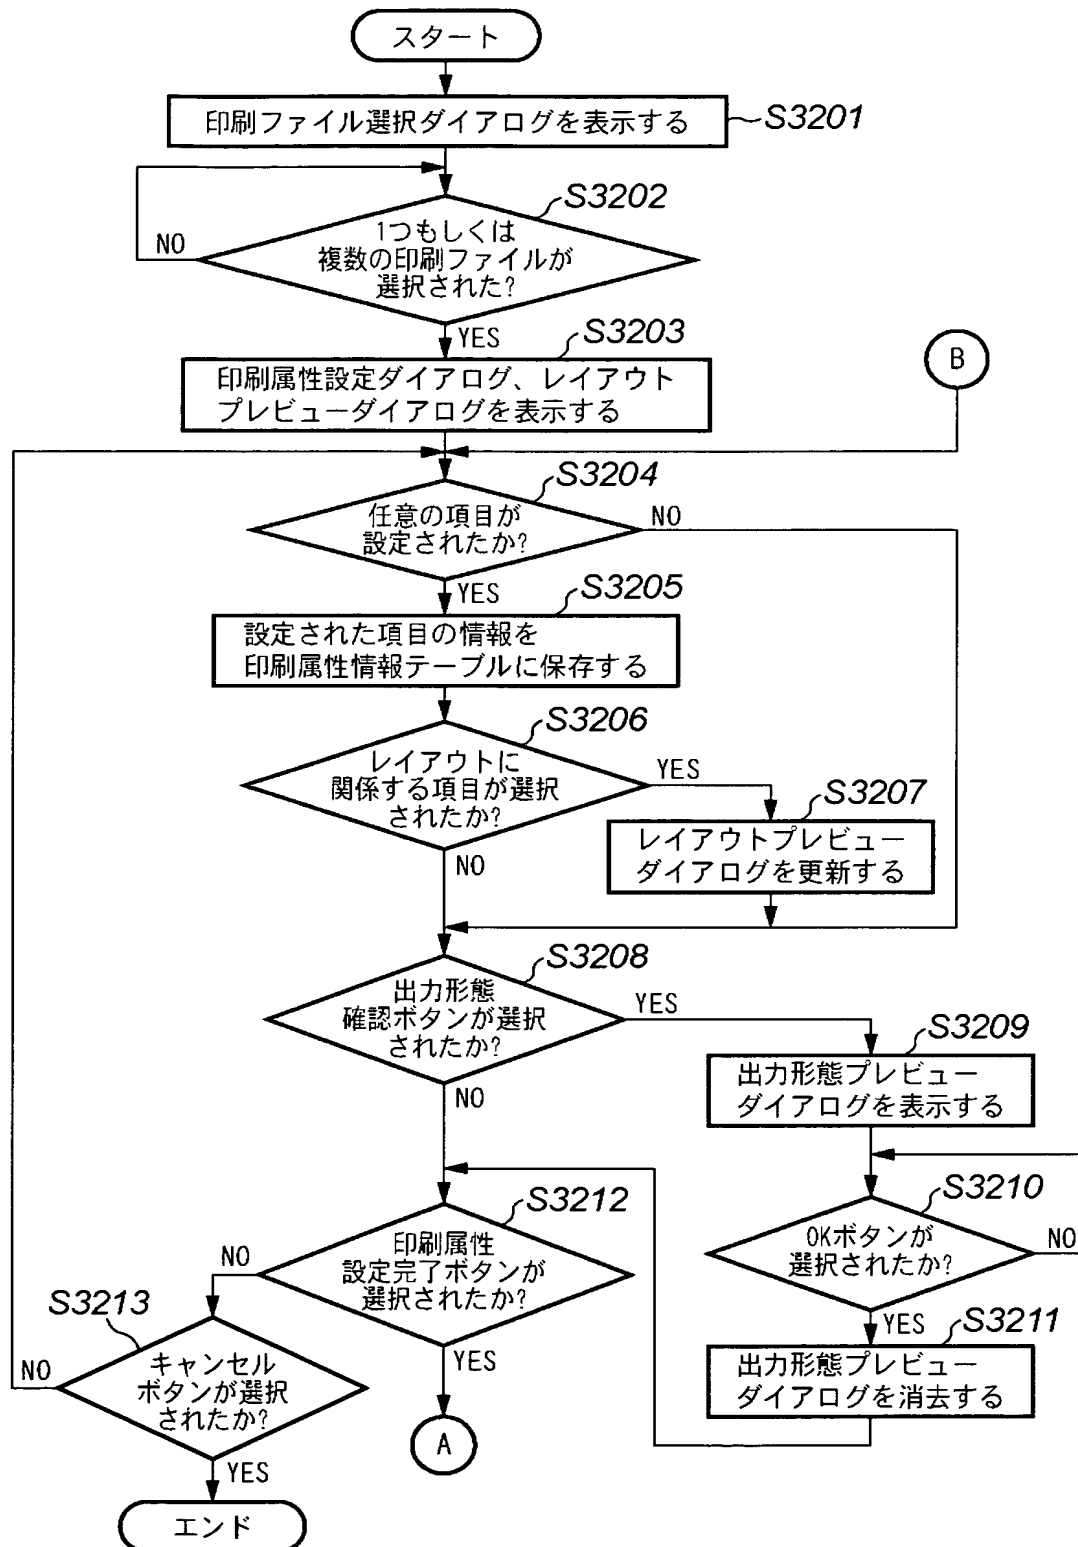 スタート
印刷ファイル選択ダイアログを表示する
S3201
S3202
1つもしくは
複数の印刷ファイルが
選択された?
NO
YES
S3203
印刷属性設定ダイアログ、レイアウト
プレビューダイアログを表示する
B
S3204
任意の項目が
設定されたか?
NO
YES
S3205
設定された項目の情報を
印刷属性情報テーブルに保存する
S3206
レイアウトに
関係する項目が選択
されたか?
YES
NO
S3207
レイアウトプレビュー
ダイアログを更新する
S3208
出力形態
確認ボタンが選択
されたか?
YES
NO
S3209
出力形態プレビュー
ダイアログを表示する
S3210
OKボタンが
選択されたか?
NO
YES
S3211
出力形態プレビュー
ダイアログを消去する
S3212
印刷属性
設定完了ボタンが
選択されたか?
NO
YES
A
S3213
キャンセル
ボタンが選択
されたか?
NO
YES
エンド